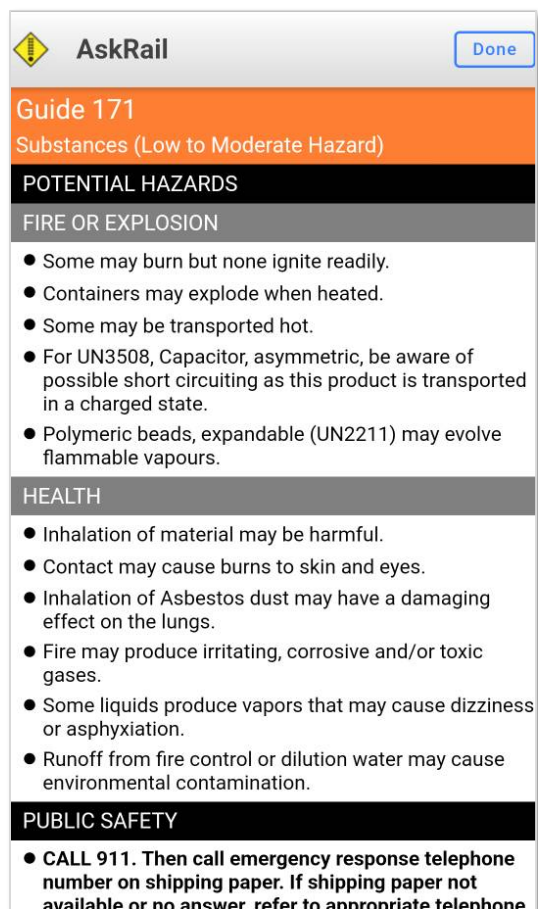 AskRail
Done
Guide 171
Substances (Low to Moderate Hazard)
POTENTIAL HAZARDS
FIRE OR EXPLOSION
● Some may burn but none ignite readily.
● Containers may explode when heated.
● Some may be transported hot.
● For UN3508, Capacitor, asymmetric, be aware of
possible short circuiting as this product is transported
in a charged state.
● Polymeric beads, expandable (UN2211) may evolve
flammable vapours.
HEALTH
● Inhalation of material may be harmful.
● Contact may cause burns to skin and eyes.
● Inhalation of Asbestos dust may have a damaging
effect on the lungs.
● Fire may produce irritating, corrosive and/or toxic
gases.
● Some liquids produce vapors that may cause dizziness
or asphyxiation.
● Runoff from fire control or dilution water may cause
environmental contamination.
PUBLIC SAFETY
● CALL 911. Then call emergency response telephone
number on shipping paper. If shipping paper not
available or no answer, refer to appropriate telephone